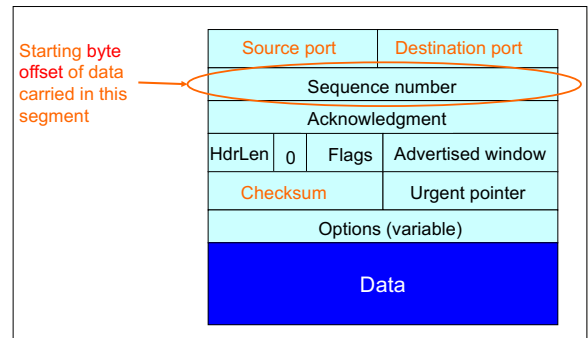 Starting byte
offset of data
carried in this
segment
Source port Destination port
Sequence number
Acknowledgment
HdrLen 0 Flags Advertised window
Checksum Urgent pointer
Options (variable)
Data